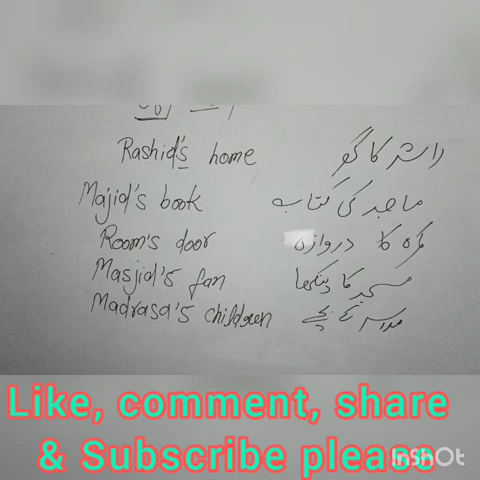 Rashid's home راشد کا گھر
Majid's book ماجد کی کتاب
Room's door کمرہ کا دروازہ
Masjid's fan مسجد کا پنکھا
Madrasa's children مدرسہ کے بچے
Like, comment, share
& Subscribe please
InShOt